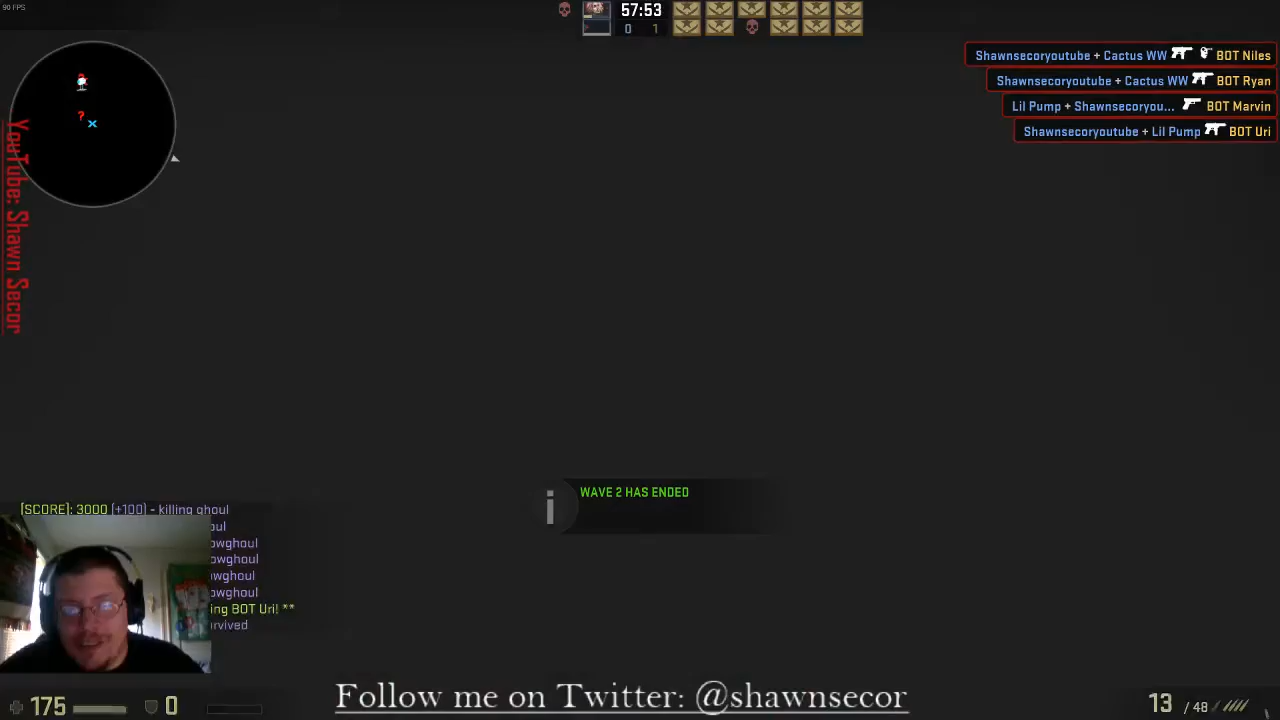 90 FPS
57:53
0 1
Shawnsecoryoutube + Cactus WW BOT Niles
Shawnsecoryoutube + Cactus WW BOT Ryan
Lil Pump + Shawnsecoryou... BOT Marvin
Shawnsecoryoutube + Lil Pump BOT Uri
?
YouTube: Shawn Secor
WAVE 2 HAS ENDED
[SCORE]: 3000 (+100) - killing ghoul
oul
owghoul
owghoul
wghoul
owghoul
ing BOT Uri! **
rvived
175 0
Follow me on Twitter: @shawnsecor
13 / 48